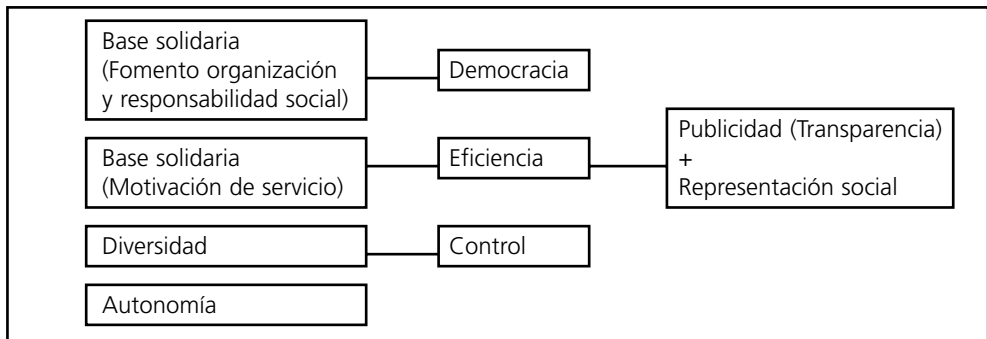 Base solidaria
(Fomento organización
y responsabilidad social)
Democracia
Base solidaria
(Motivación de servicio)
Eficiencia
Publicidad (Transparencia)
+
Representación social
Diversidad
Control
Autonomía